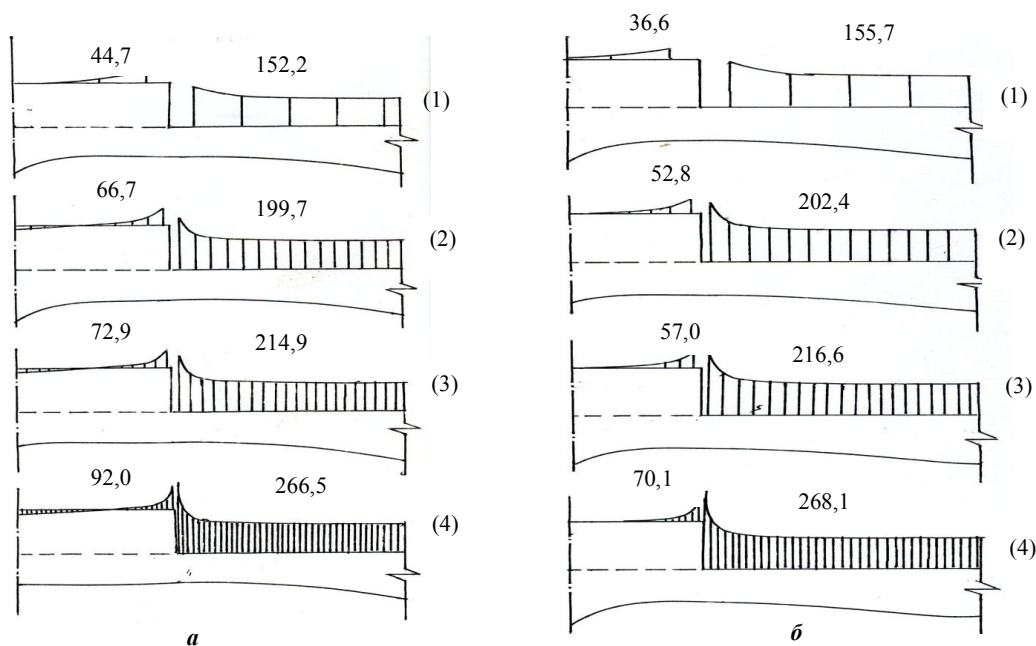 44,7 152,2 (1)
66,7 199,7 (2)
72,9 214,9 (3)
92,0 266,5 (4)
а
36,6 155,7 (1)
52,8 202,4 (2)
57,0 216,6 (3)
70,1 268,1 (4)
б